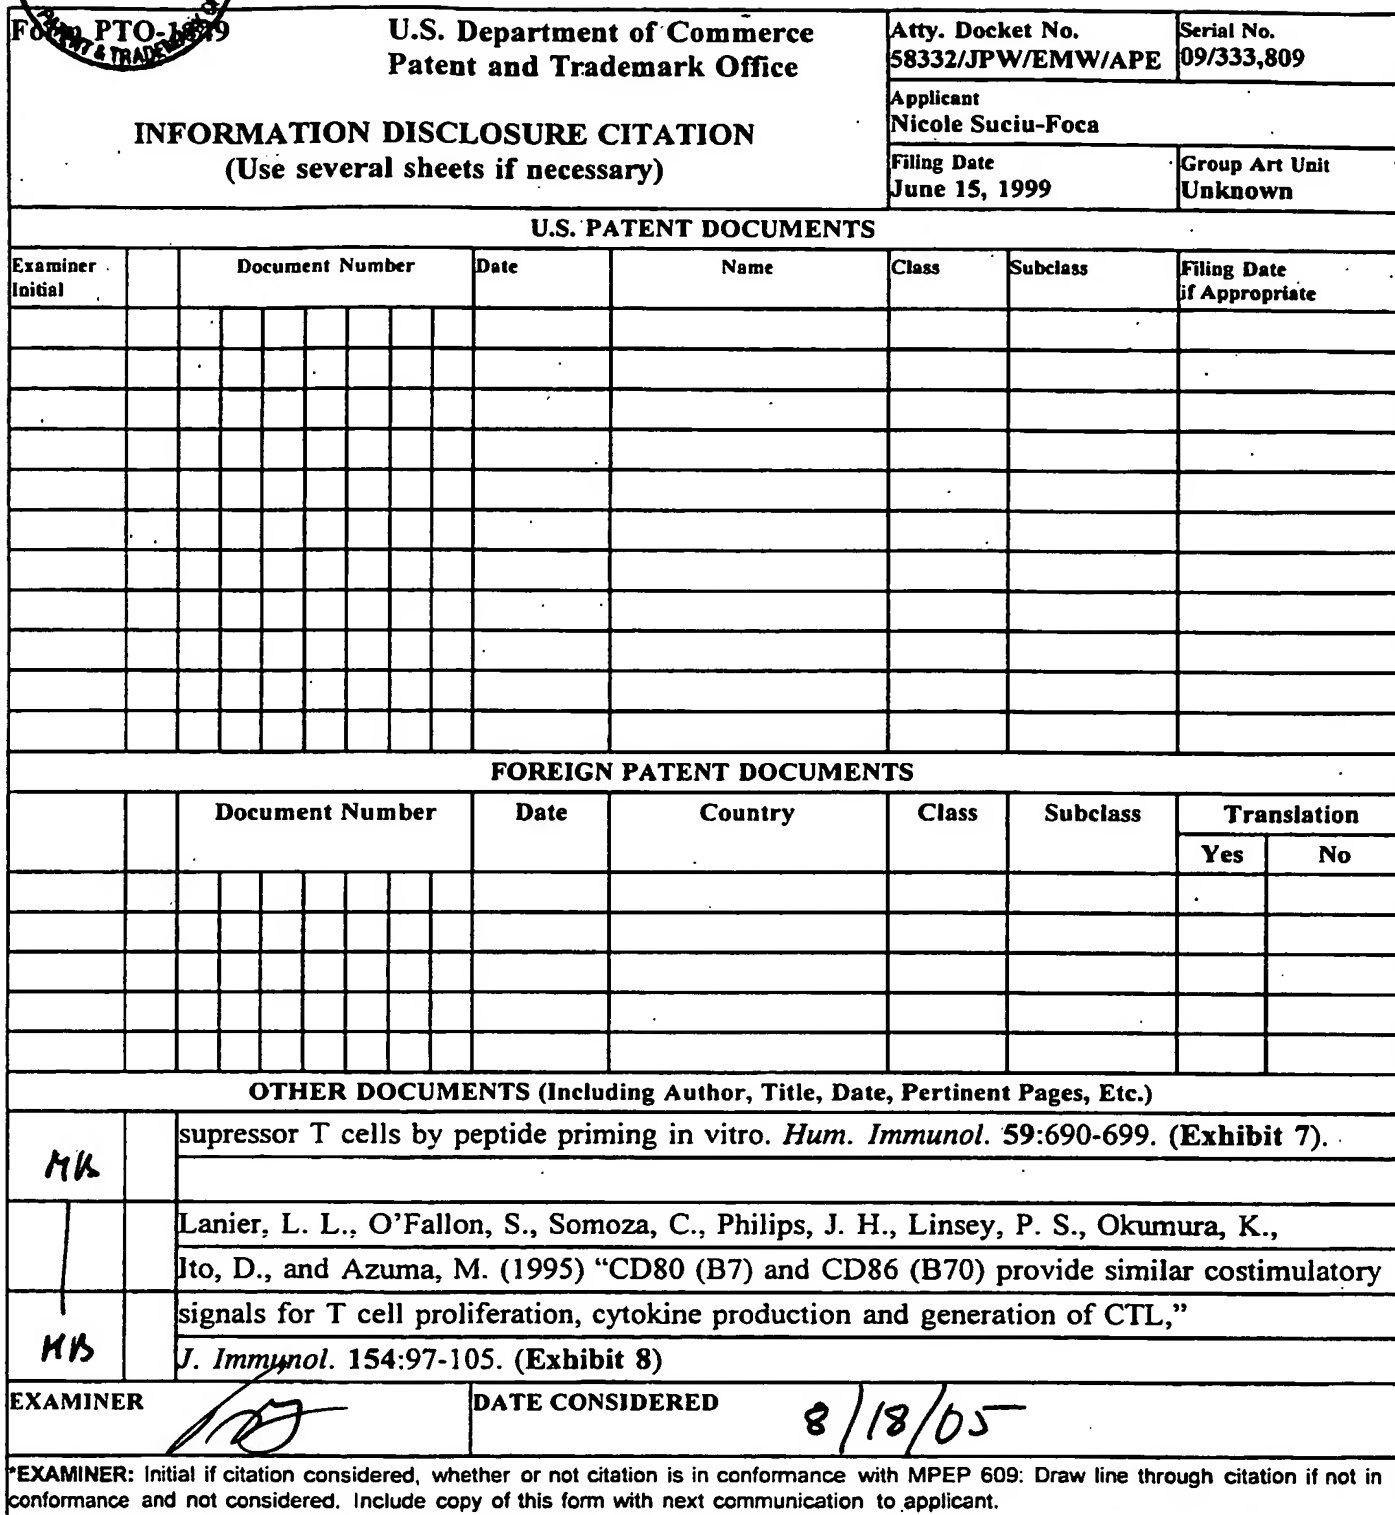 Form PTO-1449
U.S. Department of Commerce
Patent and Trademark Office
Atty. Docket No.
58332/JPW/EMW/APE
Serial No.
09/333,809
Applicant
Nicole Suciu-Foca
INFORMATION DISCLOSURE CITATION
(Use several sheets if necessary)
Filing Date
June 15, 1999
Group Art Unit
Unknown
PATENT & TRADEMARK
U.S. PATENT DOCUMENTS
Examiner Initial
Document Number
Date
Name
Class
Subclass
Filing Date
if Appropriate
FOREIGN PATENT DOCUMENTS
Document Number
Date
Country
Class
Subclass
Translation
Yes
No
OTHER DOCUMENTS (Including Author, Title, Date, Pertinent Pages, Etc.)
MB
supressor T cells by peptide priming in vitro. Hum. Immunol. 59:690-699. (Exhibit 7).
Lanier, L. L., O'Fallon, S., Somoza, C., Philips, J. H., Linsey, P. S., Okumura, K.,
Ito, D., and Azuma, M. (1995) “CD80 (B7) and CD86 (B70) provide similar costimulatory
signals for T cell proliferation, cytokine production and generation of CTL,”
MB
J. Immunol. 154:97-105. (Exhibit 8)
EXAMINER
DATE CONSIDERED
8/18/05
*EXAMINER: Initial if citation considered, whether or not citation is in conformance with MPEP 609: Draw line through citation if not in
conformance and not considered. Include copy of this form with next communication to applicant.